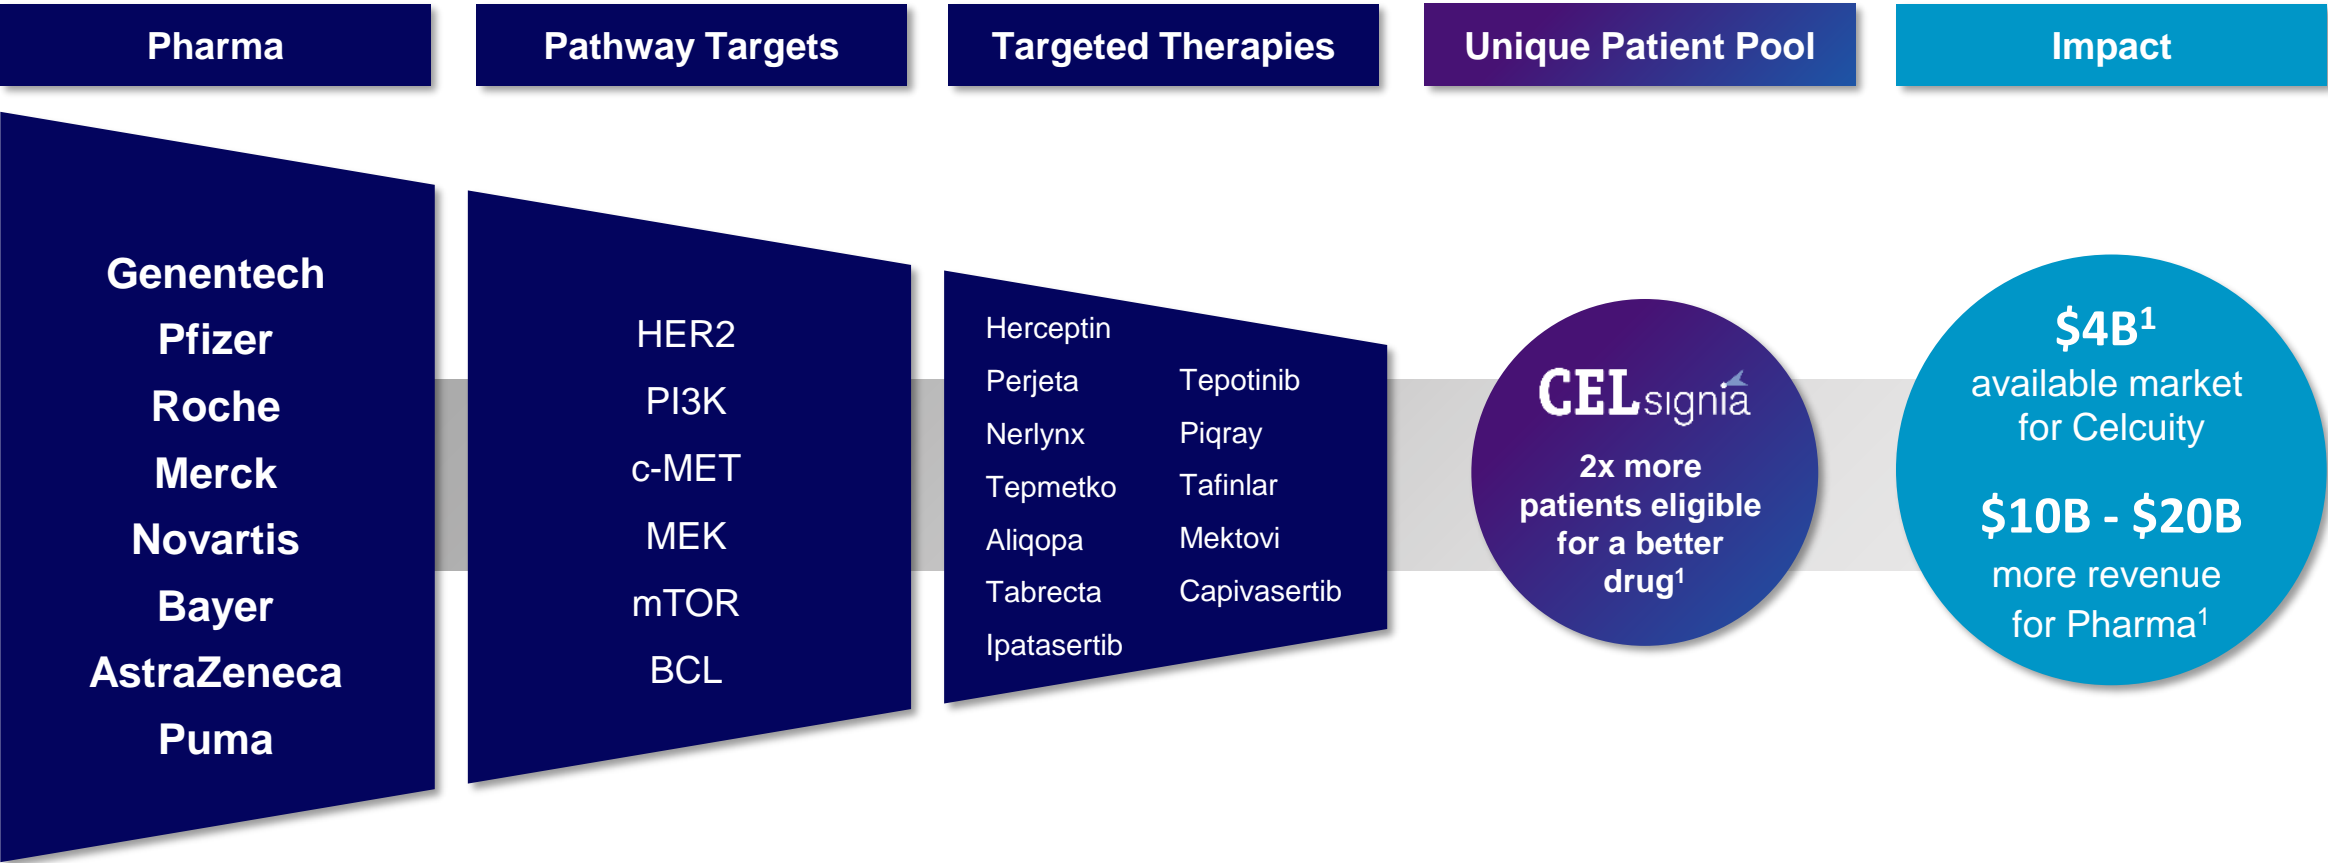 Pharma
Pathway Targets
Targeted Therapies
Unique Patient Pool
Impact
Genentech
Pfizer
Roche
Merck
Novartis
Bayer
AstraZeneca
Puma
HER2
PI3K
c-MET
MEK
mTOR
BCL
Herceptin
Perjeta
Nerlynx
Tepmetko
Aliqopa
Tabrecta
Ipatasertib
Tepotinib
Piqray
Tafinlar
Mektovi
Capivasertib
CELsignia
2x more
patients eligible
for a better
drug¹
$4B¹
available market
for Celcuity
$10B - $20B
more revenue
for Pharma¹